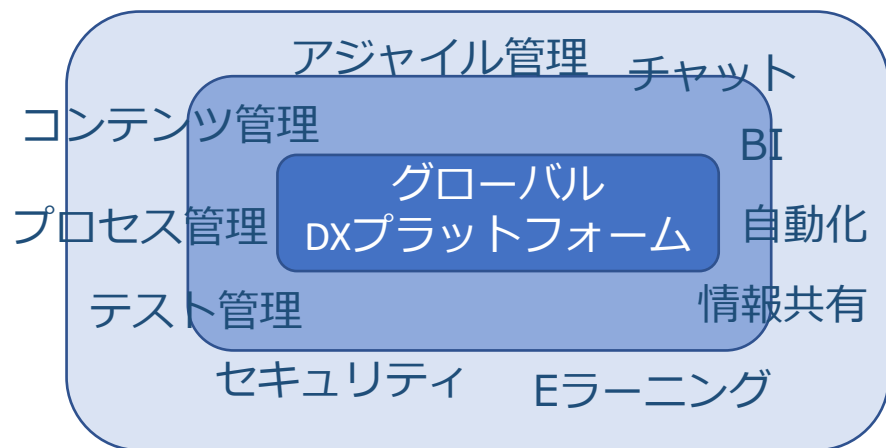 アジャイル管理
チャット
コンテンツ管理
BI
グローバル
DXプラットフォーム
プロセス管理
自動化
テスト管理
情報共有
セキュリティ
Eラーニング